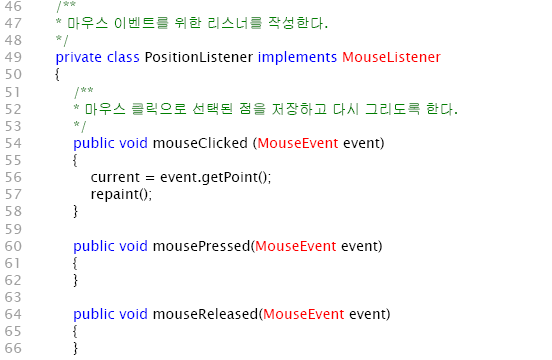 46 /**
47 * 마우스 이벤트를 위한 리스너를 작성한다.
48 */
49 private class PositionListener implements MouseListener
50 {
51 /**
52 * 마우스 클릭으로 선택된 점을 저장하고 다시 그리도록 한다.
53 */
54 public void mouseClicked (MouseEvent event)
55 {
56 current = event.getPoint();
57 repaint();
58 }
59
60 public void mousePressed(MouseEvent event)
61 {
62 }
63
64 public void mouseReleased(MouseEvent event)
65 {
66 }